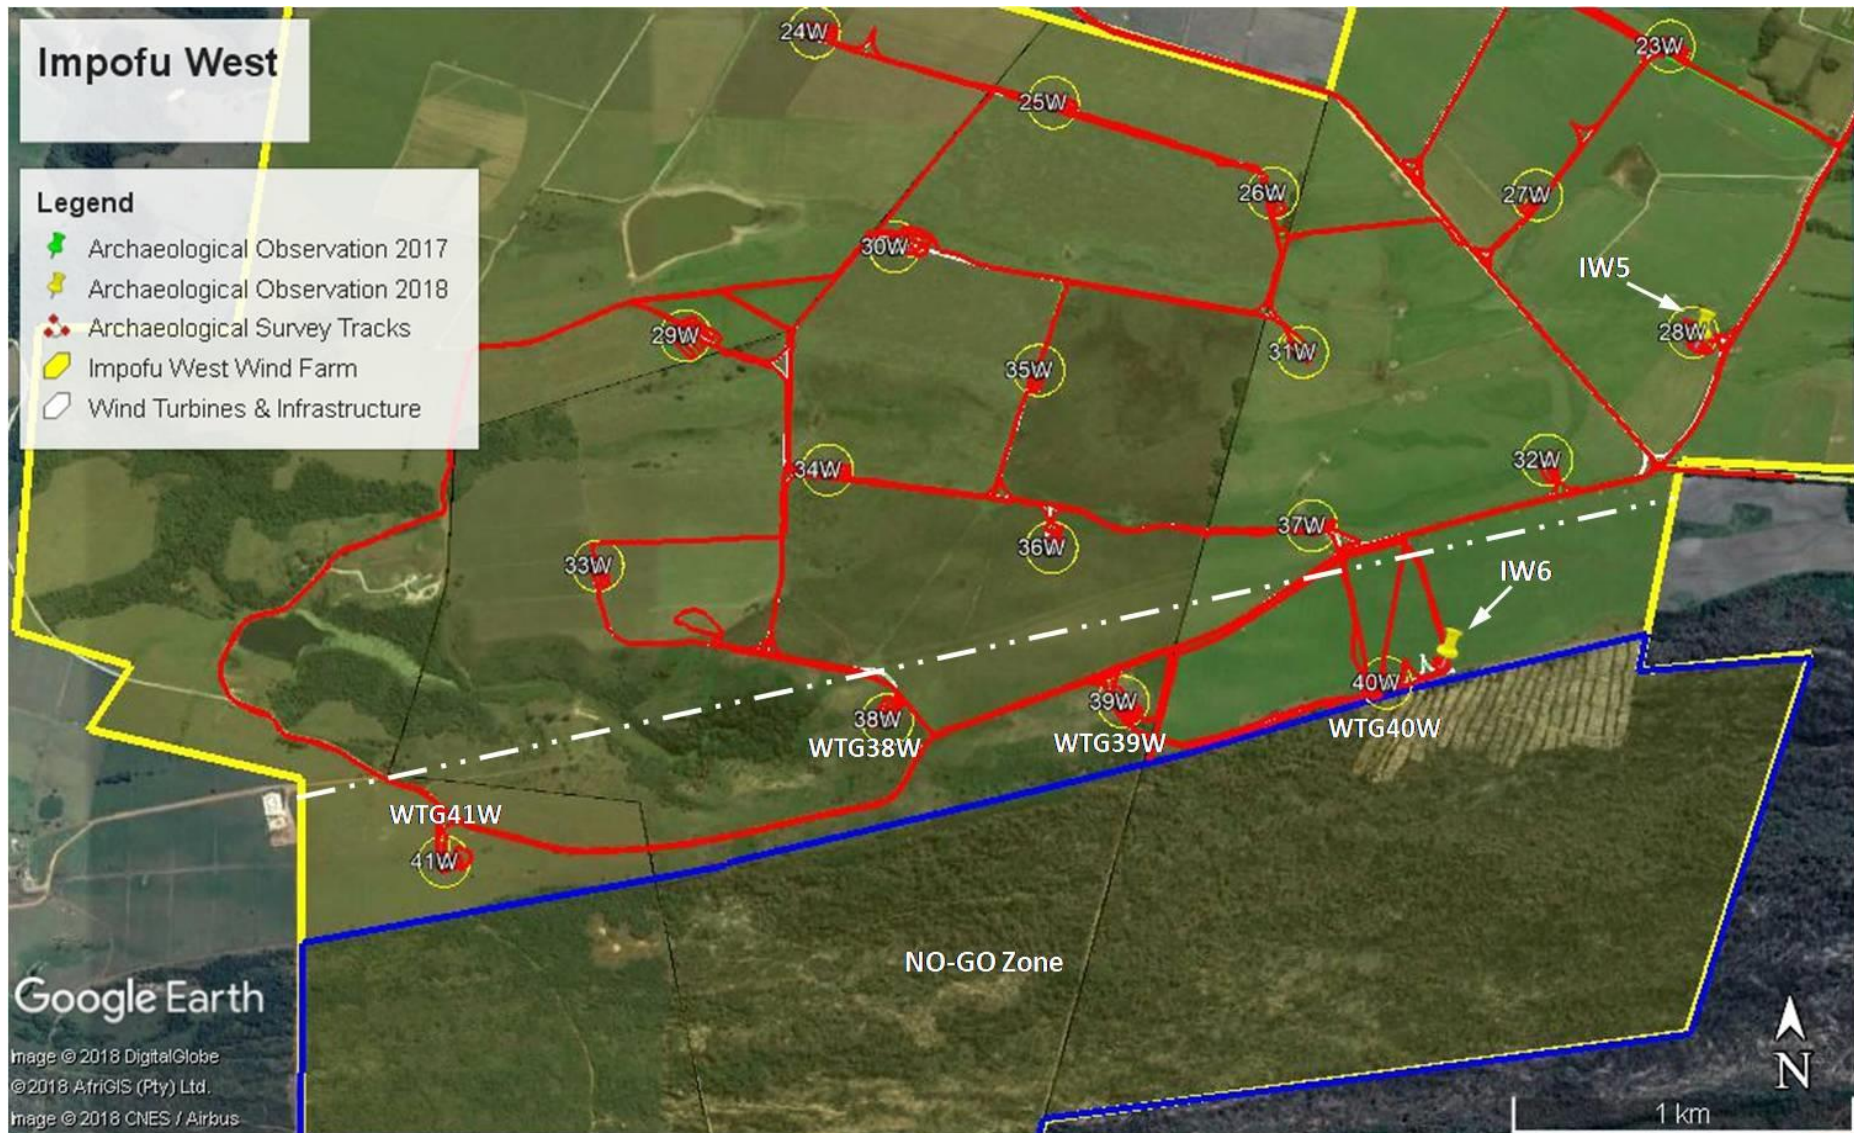 Impofu West
Legend
Archaeological Observation 2017
Archaeological Observation 2018
Archaeological Survey Tracks
Impofu West Wind Farm
Wind Turbines & Infrastructure
24W
23W
25W
26W
27W
30W
IW5
29W
28W
31W
35W
34W
32W
37W
36W
33W
IW6
40W
39W
38W
WTG40W
WTG39W
WTG38W
WTG41W
41W
NO-GO Zone
Google Earth
Image © 2018 DigitalGlobe
©2018 AfriGIS (Pty) Ltd.
Image © 2018 CNES / Airbus
N
1 km